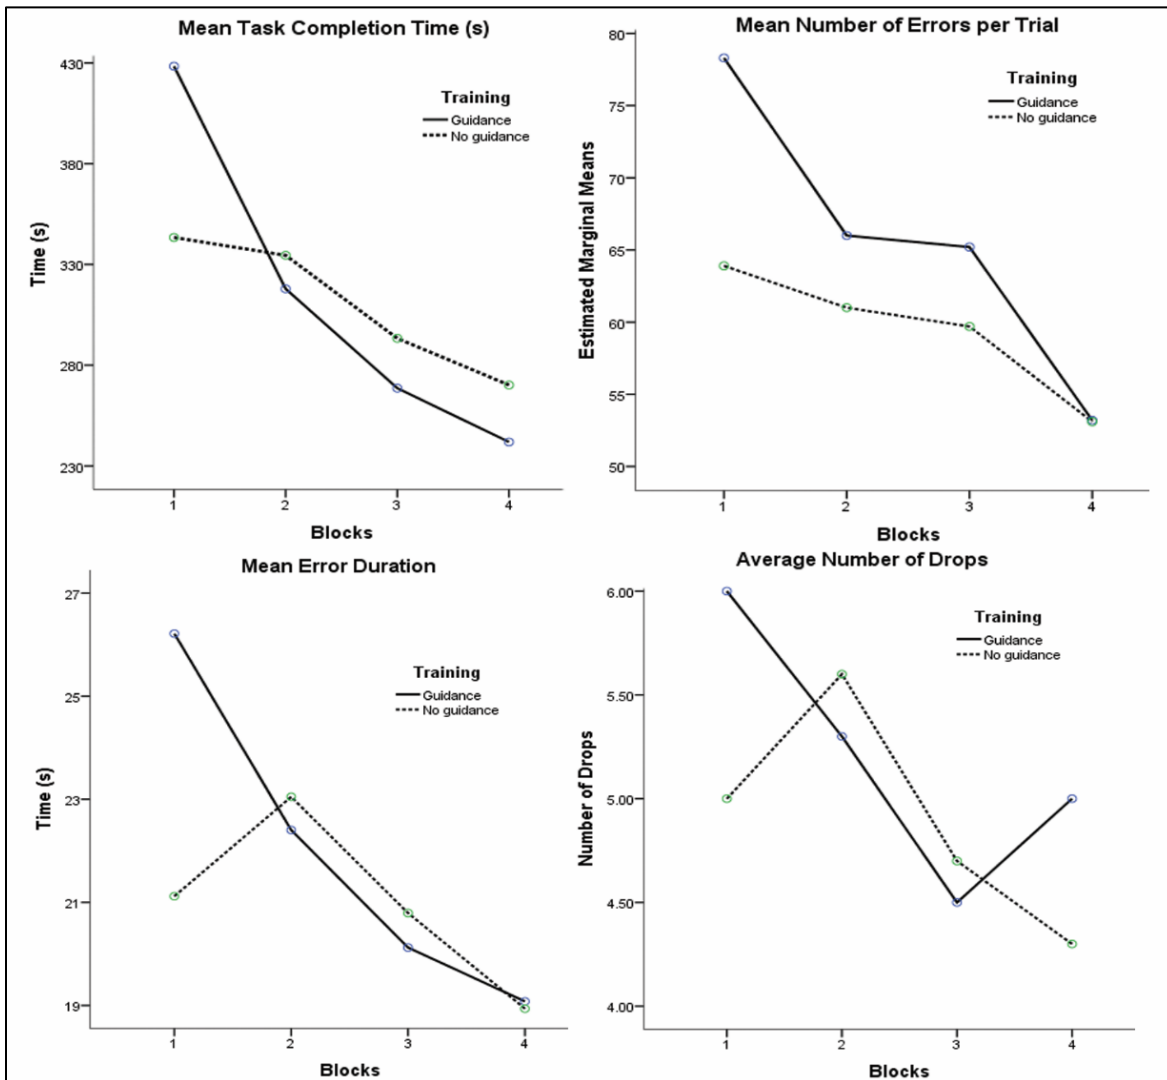 Mean Task Completion Time (s)
Time (s)
430
380
330
280
230
Training
Guidance
No guidance
1 2 3 4
Blocks
Mean Number of Errors per Trial
Estimated Marginal Means
80
75
70
65
60
55
50
Training
Guidance
No guidance
1 2 3 4
Blocks
Mean Error Duration
Time (s)
27
25
23
21
19
Training
Guidance
No guidance
1 2 3 4
Blocks
Average Number of Drops
Number of Drops
6.00
5.50
5.00
4.50
4.00
Training
Guidance
No guidance
1 2 3 4
Blocks